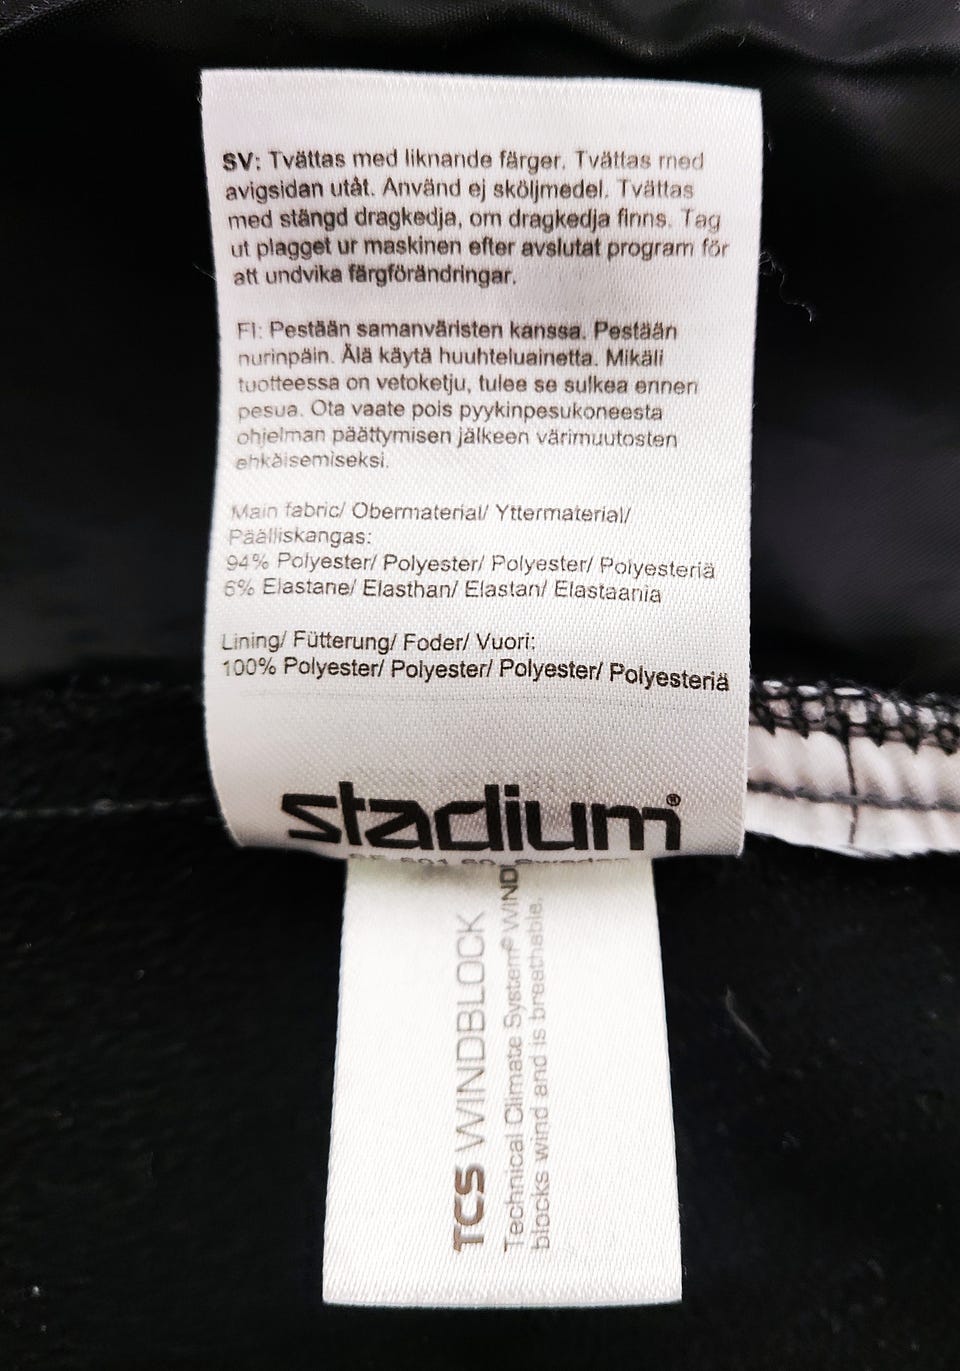 SV: Tvättas med liknande färger. Tvättas med
avigsidan utåt. Använd ej sköljmedel. Tvättas
med stängd dragkedja, om dragkedja finns. Tag
ut plagget ur maskinen efter avslutat program för
att undvika färgförändringar.
FI: Pestään samanväristen kanssa. Pestään
nurinpäin. Älä käytä huuhteluainetta. Mikäli
tuotteessa on vetoketju, tulee se sulkea ennen
pesua. Ota vaate pois pyykinpesukoneesta
ohjelman päättymisen jälkeen värimuutosten
ehkäisemiseksi.
Main fabric/ Obermaterial/ Yttermaterial/
Päälliskangas:
94% Polyester/ Polyester/ Polyester/ Polyesteriä
6% Elastane/ Elasthan/ Elastan/ Elastaania
Lining/ Fütterung/ Foder/ Vuori:
100% Polyester/ Polyester/ Polyester/ Polyesteriä
stadium®
Sweden
TCS WINDBLOCK
Technical Climate System® WIND
blocks wind and is breathable.